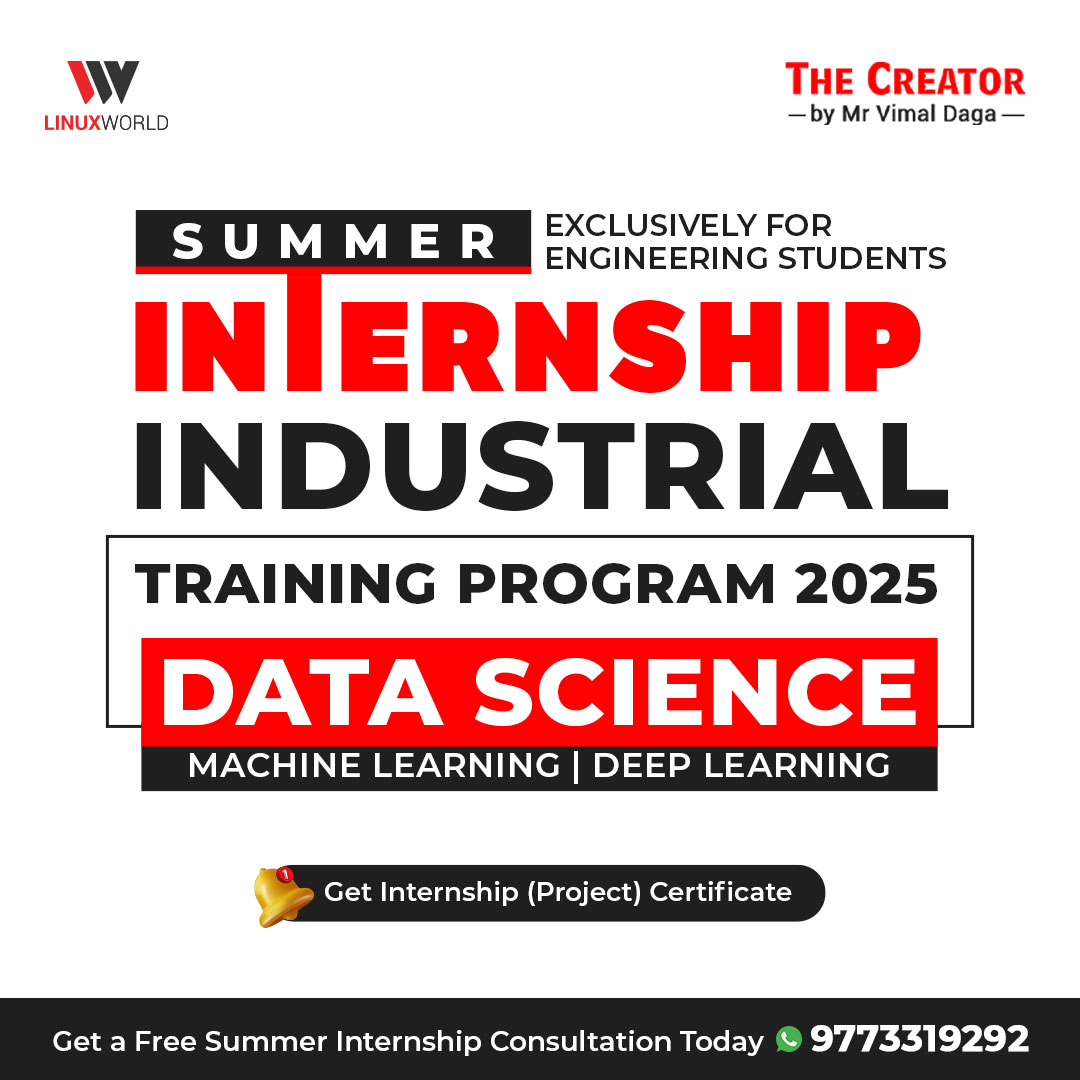 LINUXWORLD
THE CREATOR
by Mr Vimal Daga
SUMMER
EXCLUSIVELY FOR
ENGINEERING STUDENTS
INTERNSHIP
INDUSTRIAL
TRAINING PROGRAM 2025
DATA SCIENCE
MACHINE LEARNING | DEEP LEARNING
1
Get Internship (Project) Certificate
Get a Free Summer Internship Consultation Today 9773319292